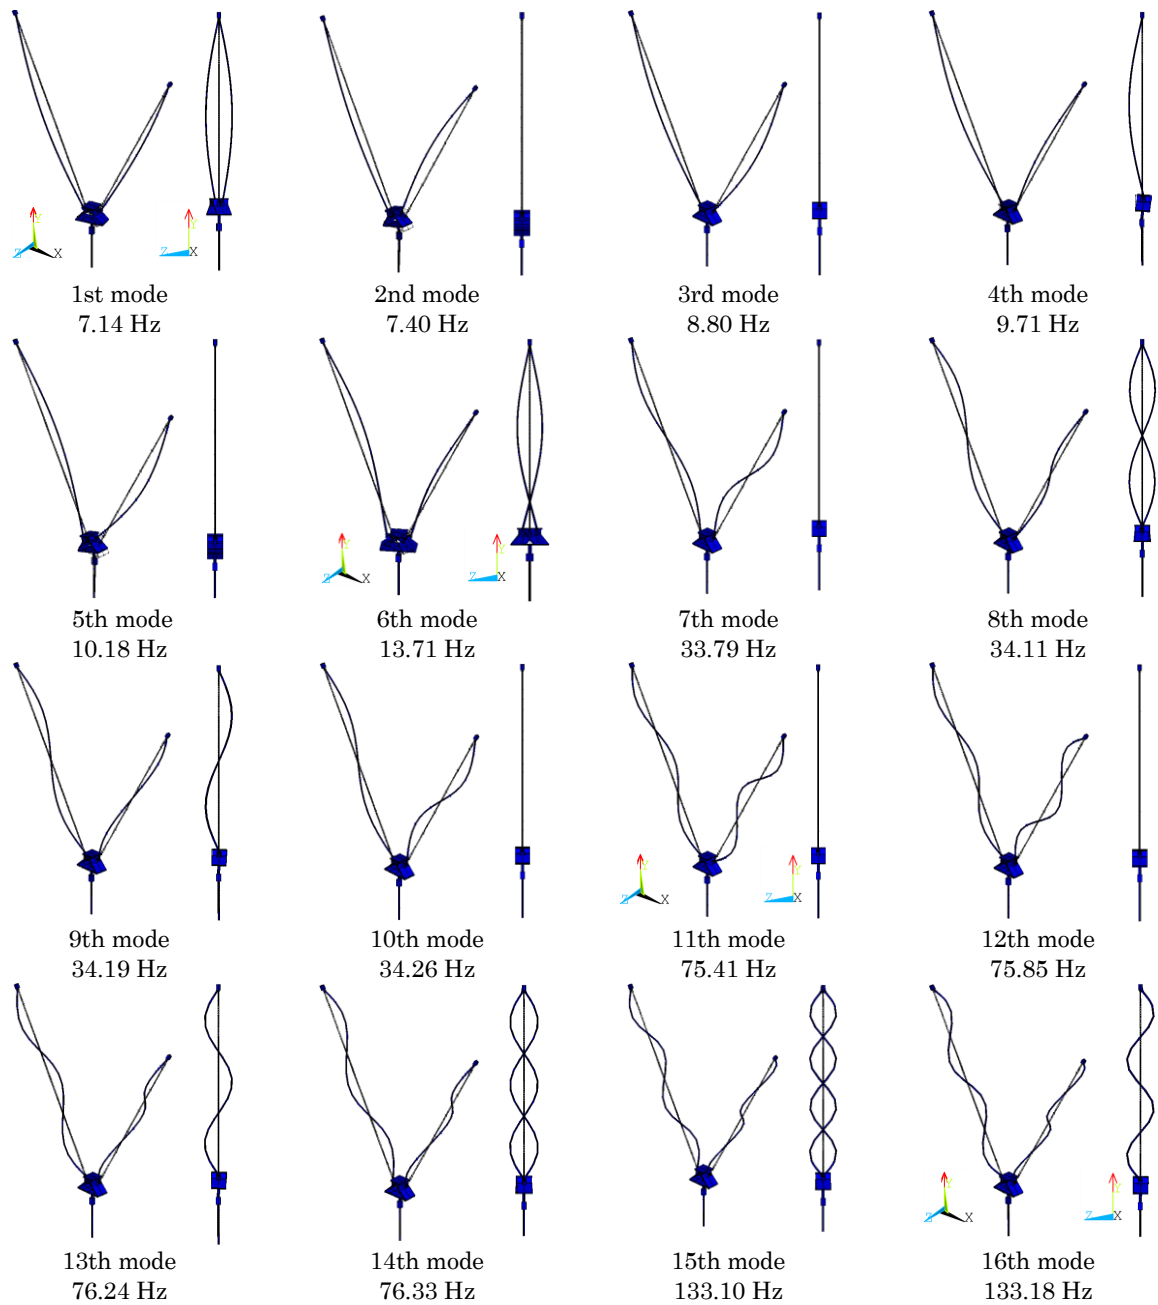 Y
Z X
Y
Z X
1st mode
7.14 Hz
2nd mode
7.40 Hz
3rd mode
8.80 Hz
4th mode
9.71 Hz
Y
Z X
Y
Z X
5th mode
10.18 Hz
6th mode
13.71 Hz
7th mode
33.79 Hz
8th mode
34.11 Hz
Y
Z X
Y
Z X
9th mode
34.19 Hz
10th mode
34.26 Hz
11th mode
75.41 Hz
12th mode
75.85 Hz
Y
Z X
Y
Z X
13th mode
76.24 Hz
14th mode
76.33 Hz
15th mode
133.10 Hz
16th mode
133.18 Hz